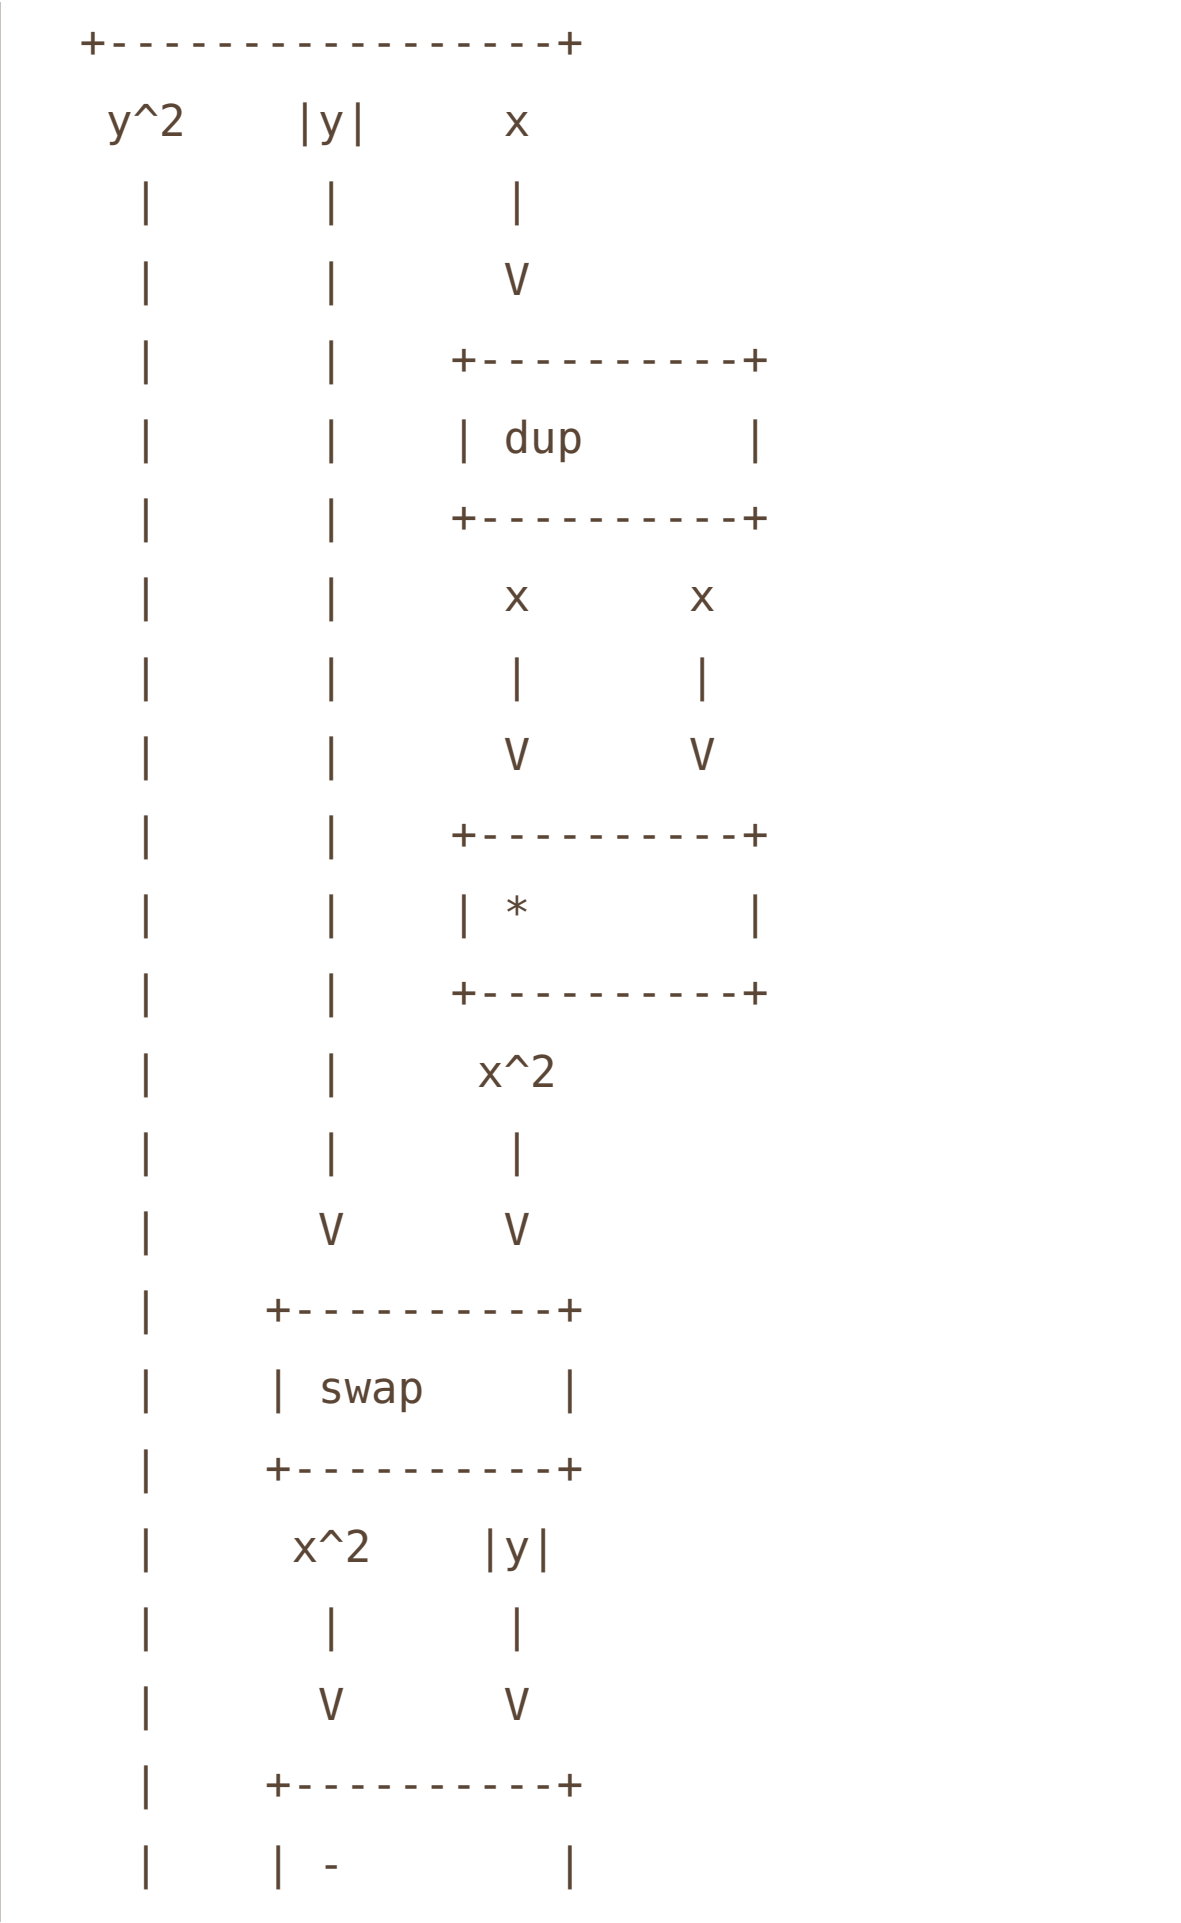 +-----------------+
 y^2    |y|     x
  |      |      |
  |      |      V
  |      |    +----------+
  |      |    | dup      |
  |      |    +----------+
  |      |      x      x
  |      |      |      |
  |      |      V      V
  |      |    +----------+
  |      |    | *        |
  |      |    +----------+
  |      |     x^2
  |      |      |
  |      V      V
  |    +----------+
  |    | swap     |
  |    +----------+
  |     x^2    |y|
  |      |      |
  |      V      V
  |    +----------+
  |    | -        |